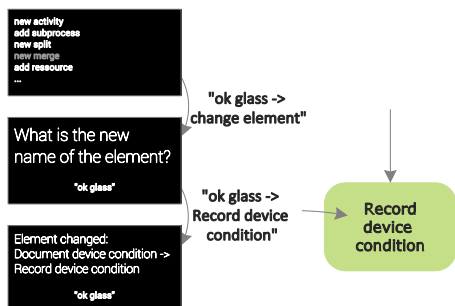 new activity
add subprocess
new split
new merge
add ressource
...
"ok glass ->
change element"
What is the new
name of the element?
"ok glass"
"ok glass ->
Record device
condition"
Record
device
condition
Element changed:
Document device condition ->
Record device condition
"ok glass"